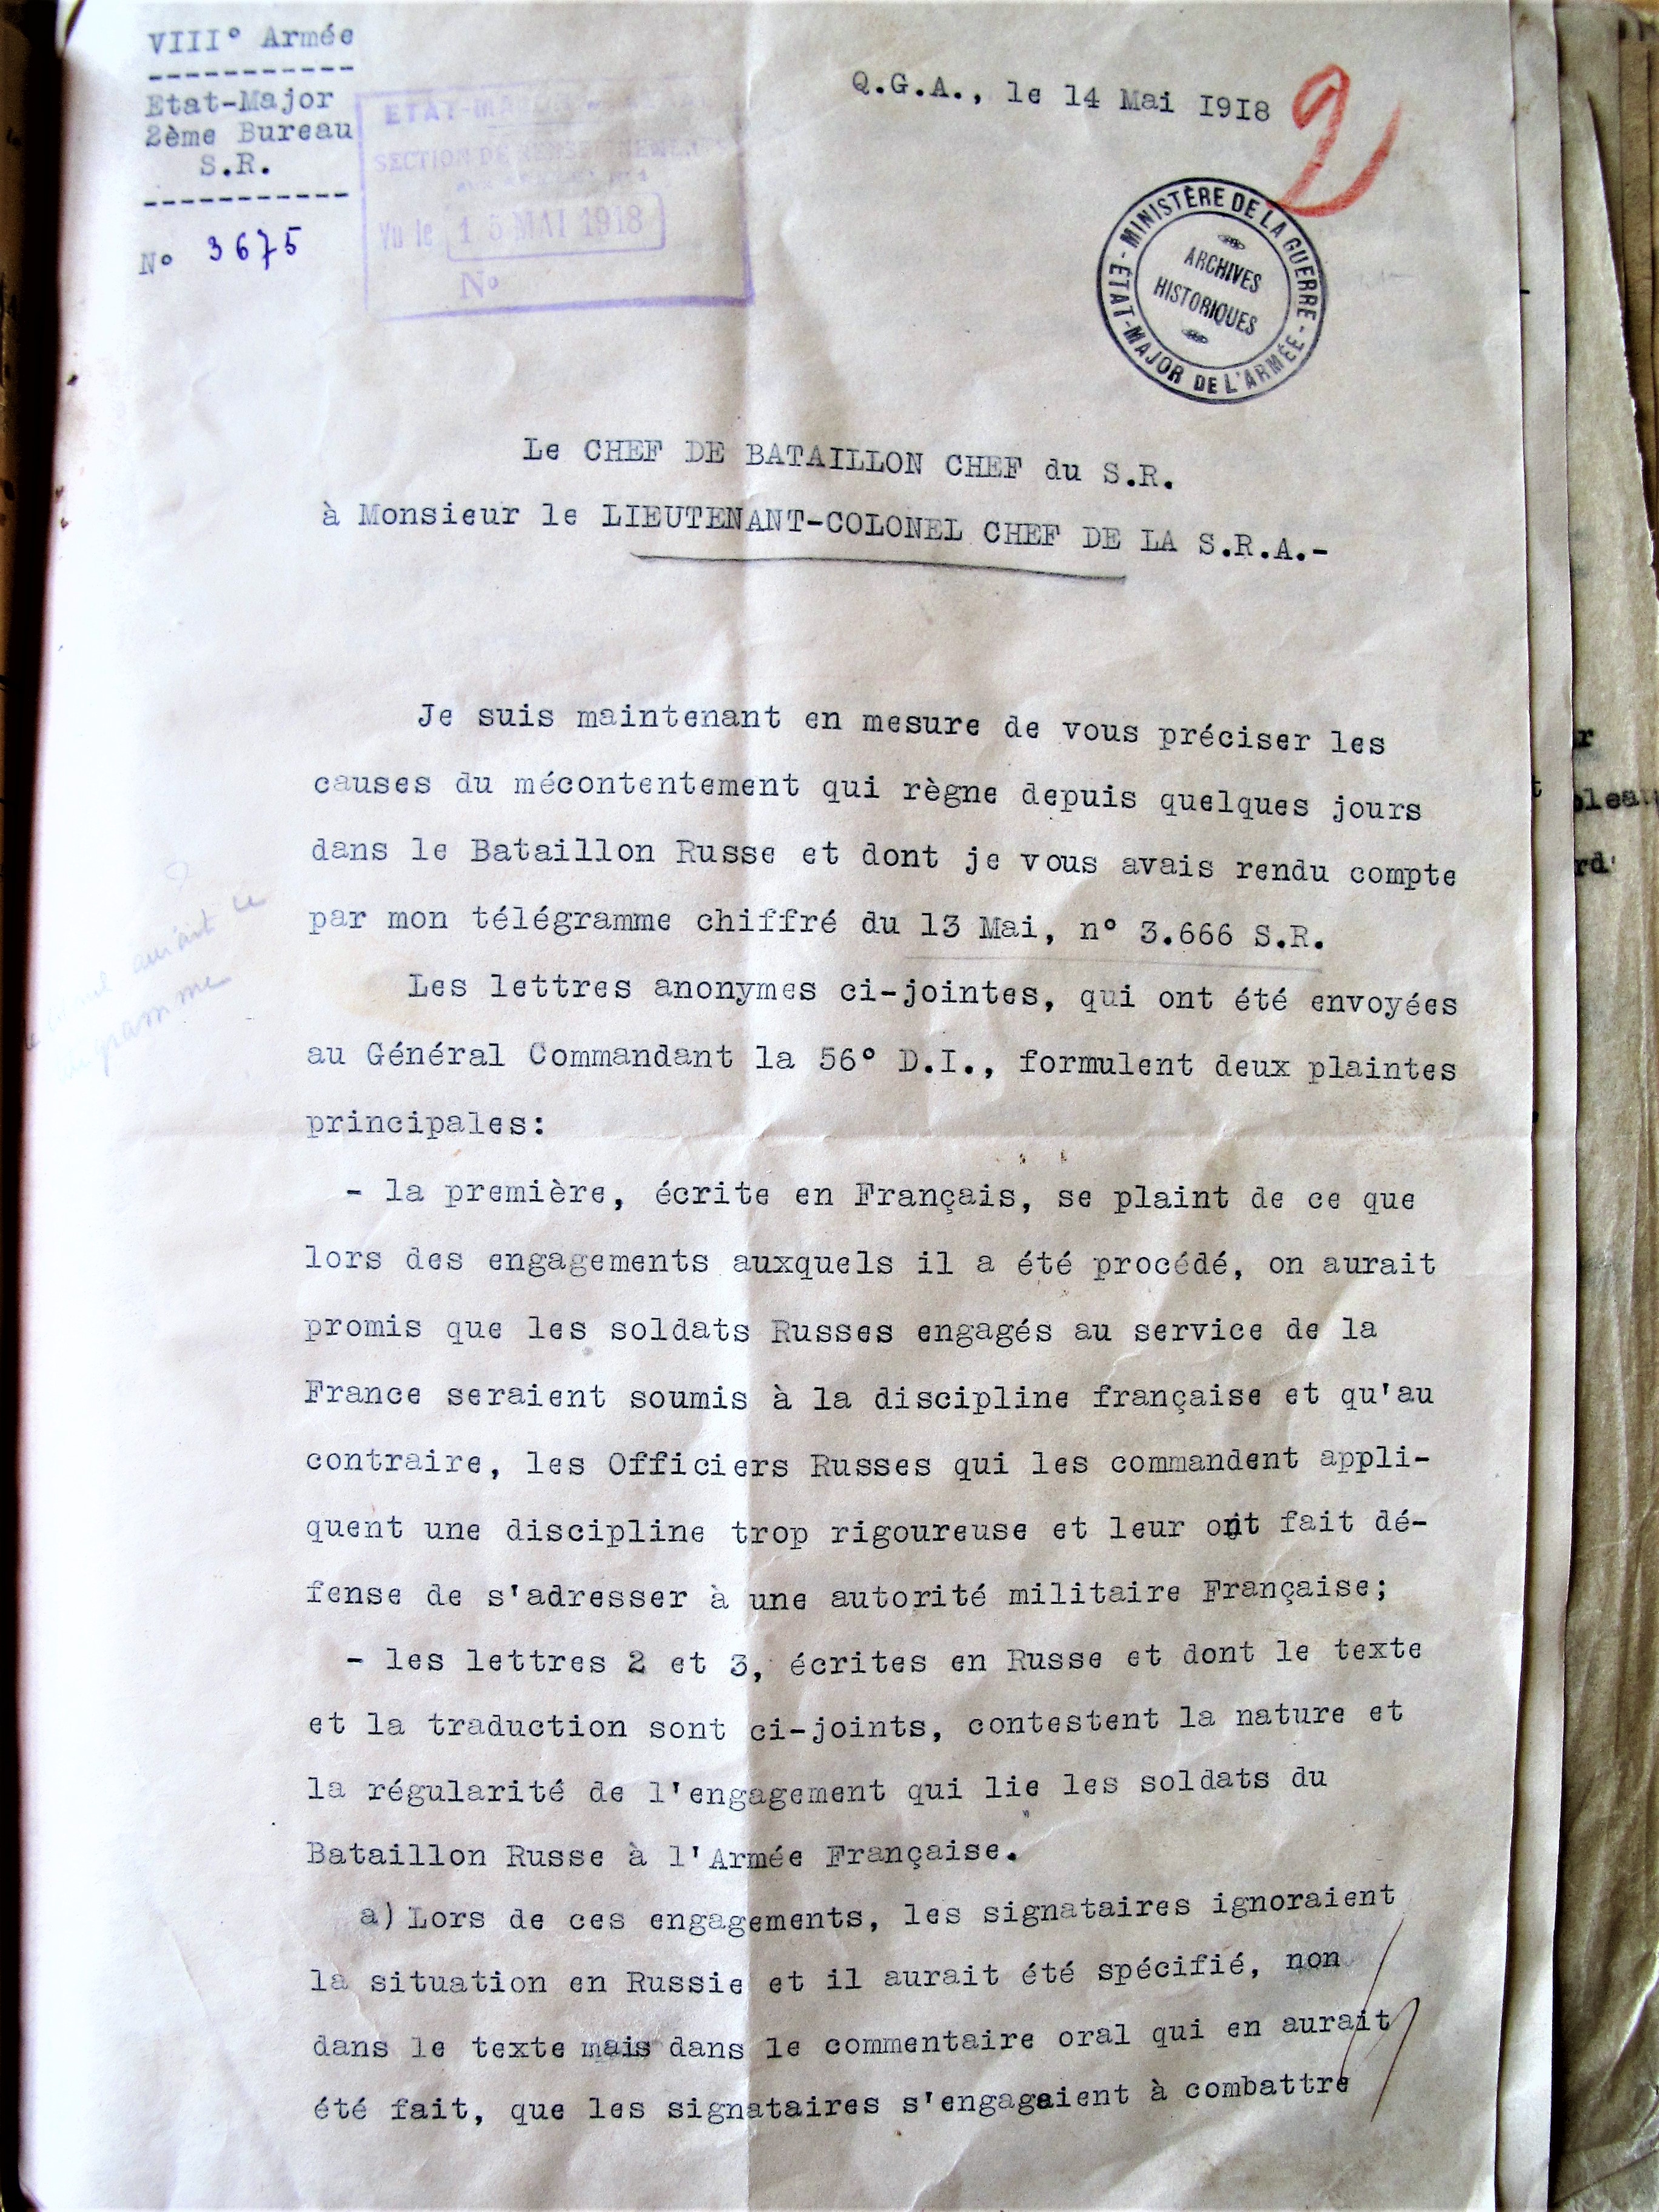 VIII° Armée
-----------
Etat-Major
2ème Bureau
S.R.
-----------
N° 3675
ETAT-
SECTION DE
Vu le 15 MAI 1918
N°
Q.G.A., le 14 Mai 1918
2
MINISTÈRE DE LA GUERRE - ÉTAT-MAJOR DE L'ARMÉE -
ARCHIVES
HISTORIQUES
Le CHEF DE BATAILLON CHEF du S.R.
à Monsieur le LIEUTENANT-COLONEL CHEF DE LA S.R.A.-
Je suis maintenant en mesure de vous préciser les
causes du mécontentement qui règne depuis quelques jours
dans le Bataillon Russe et dont je vous avais rendu compte
par mon télégramme chiffré du 13 Mai, n° 3.666 S.R.
Les lettres anonymes ci-jointes, qui ont été envoyées
au Général Commandant la 56° D.I., formulent deux plaintes
principales:
- la première, écrite en Français, se plaint de ce que
lors des engagements auxquels il a été procédé, on aurait
promis que les soldats Russes engagés au service de la
France seraient soumis à la discipline française et qu'au
contraire, les Officiers Russes qui les commandent appli-
quent une discipline trop rigoureuse et leur ont fait dé-
fense de s'adresser à une autorité militaire Française;
- les lettres 2 et 3, écrites en Russe et dont le texte
et la traduction sont ci-joints, contestent la nature et
la régularité de l'engagement qui lie les soldats du
Bataillon Russe à l'Armée Française.
a) Lors de ces engagements, les signataires ignoraient
la situation en Russie et il aurait été spécifié, non
dans le texte mais dans le commentaire oral qui en aurait
été fait, que les signataires s'engageaient à combattre